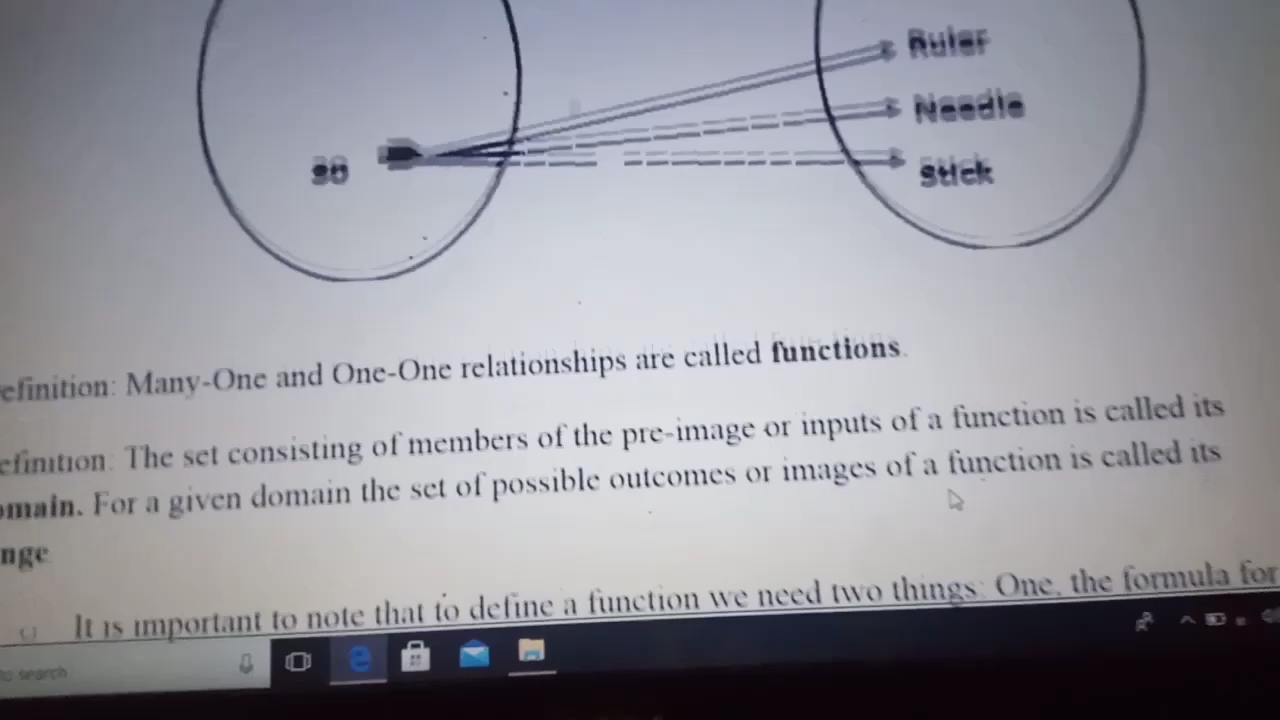 Ruler
Needle
Stick
efinition: Many-One and One-One relationships are called functions.
efinition: The set consisting of members of the pre-image or inputs of a function is called its
omain. For a given domain the set of possible outcomes or images of a function is called its
nge
It is important to note that to define a function we need two things: One, the formula for
to search